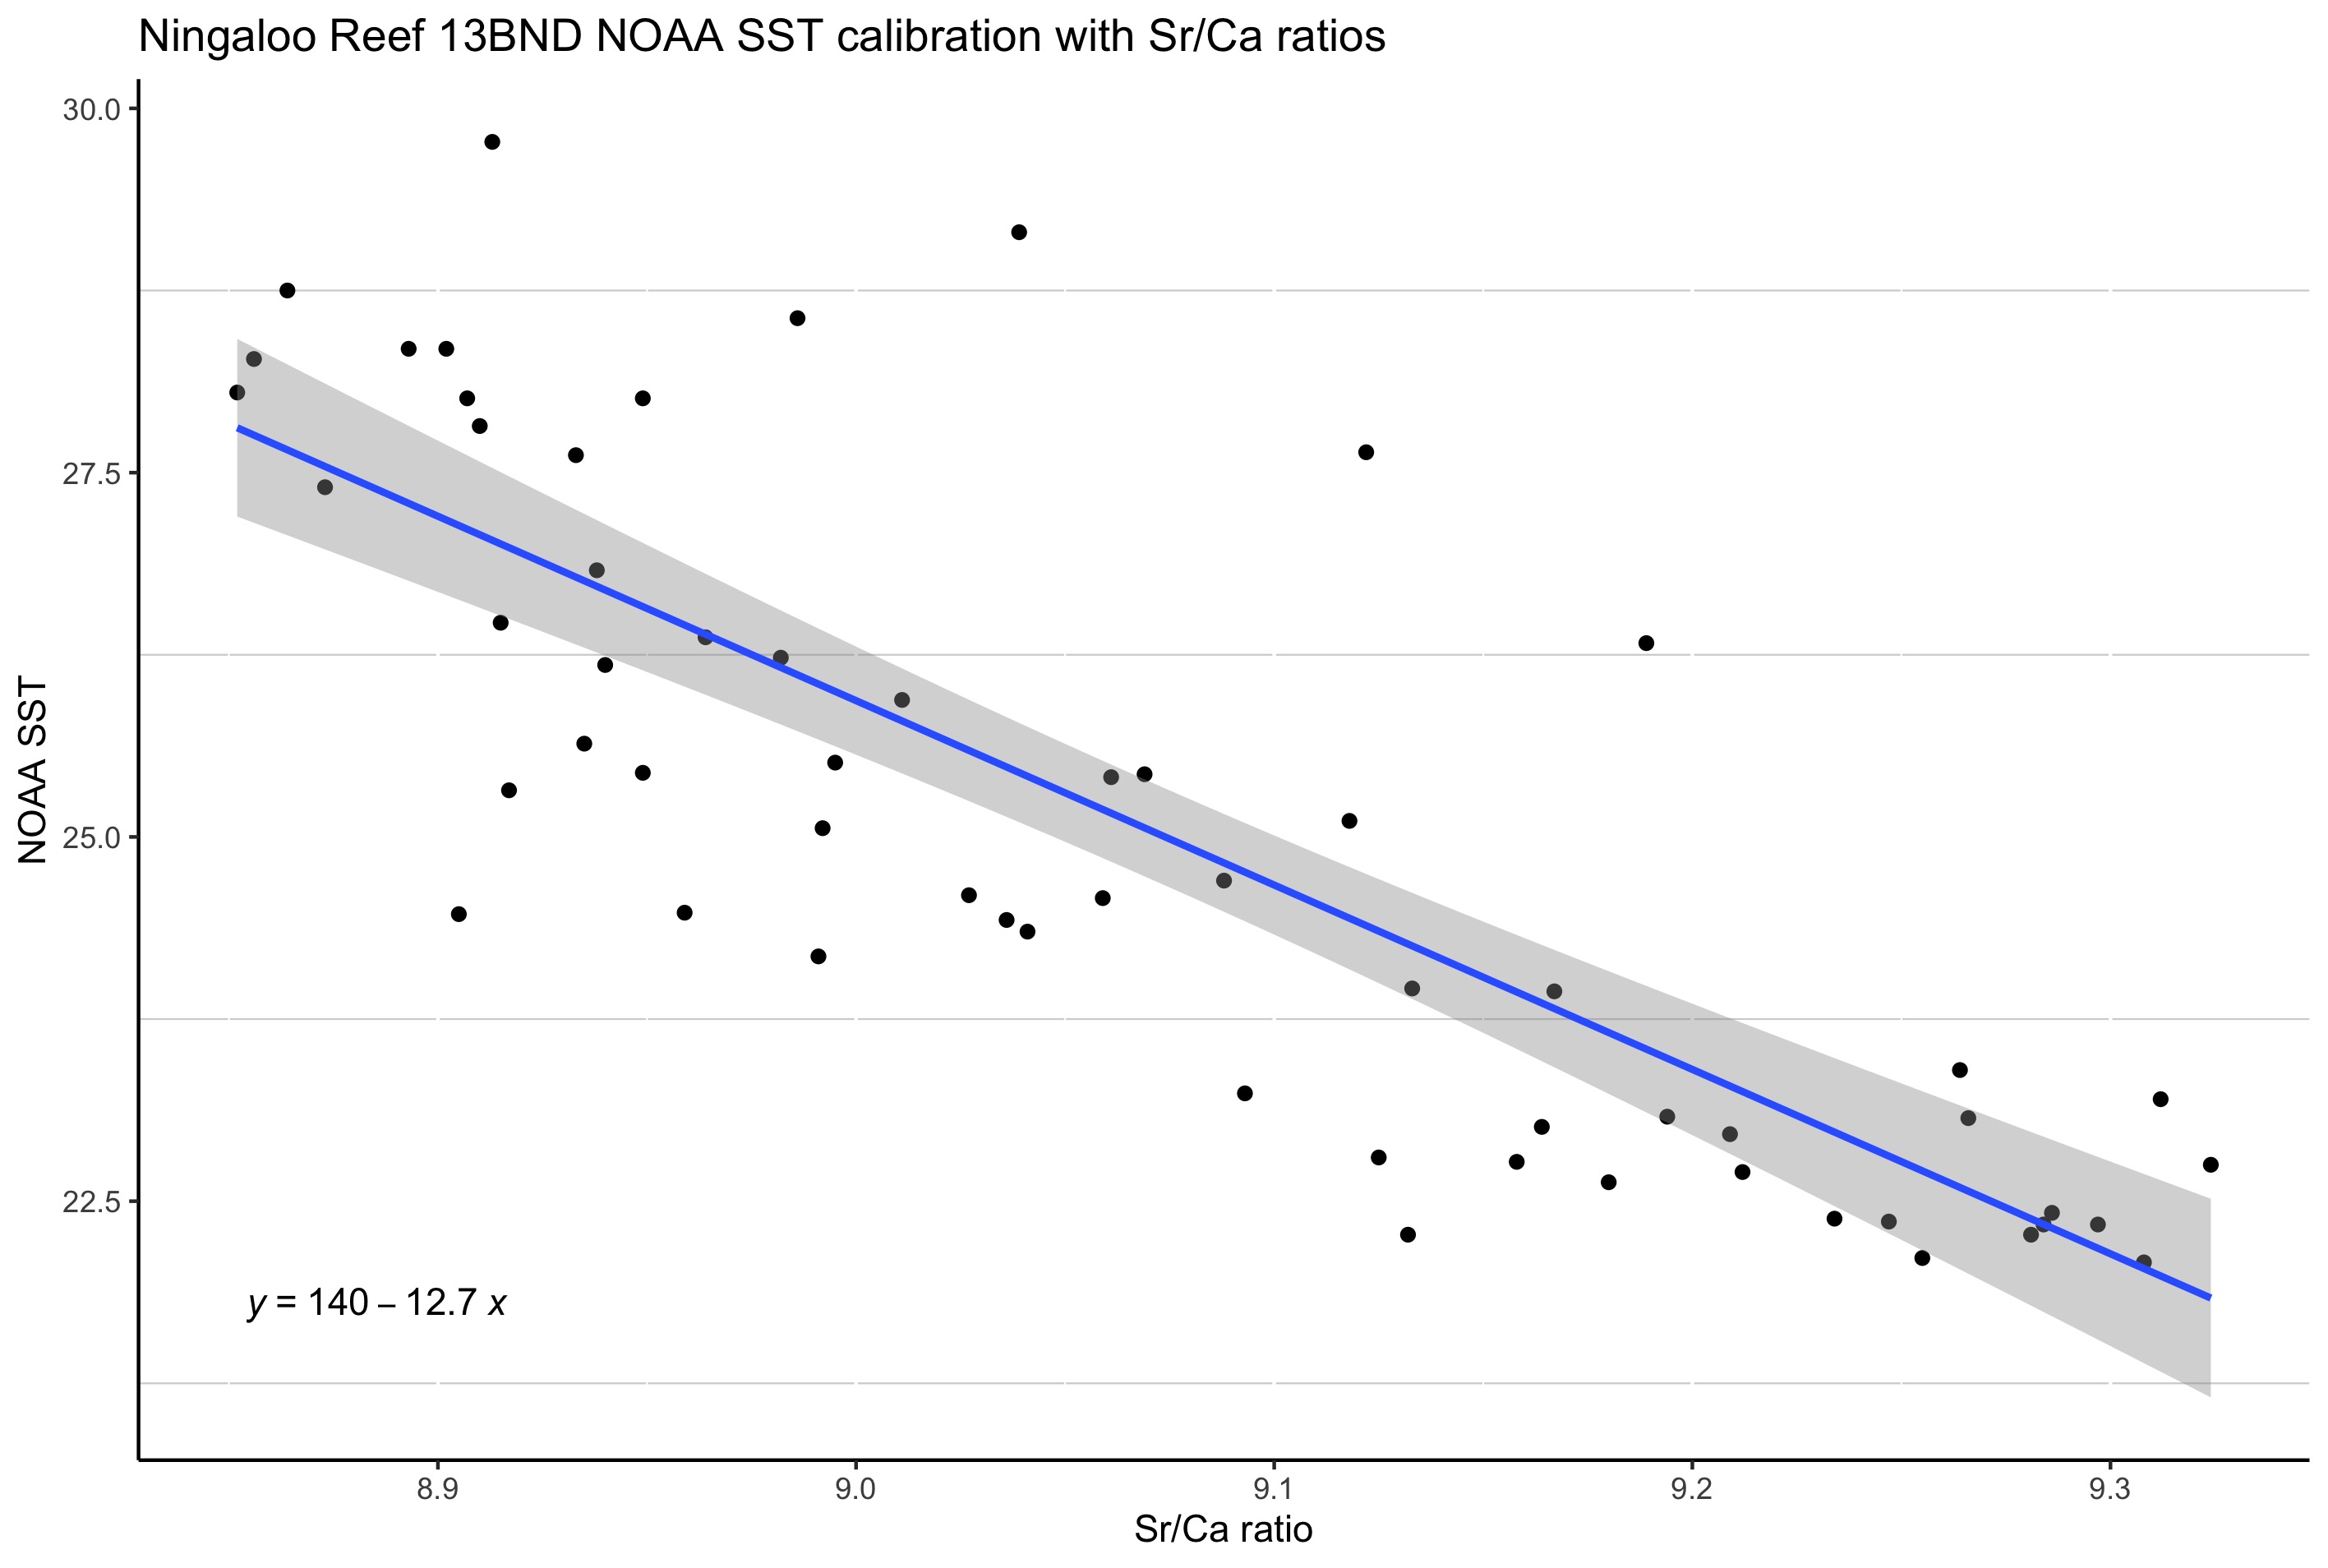 Ningaloo Reef 13BND NOAA SST calibration with Sr/Ca ratios
30.0
27.5
25.0
22.5
NOAA SST
y = 140 – 12.7 x
8.9 9.0 9.1 9.2 9.3
Sr/Ca ratio